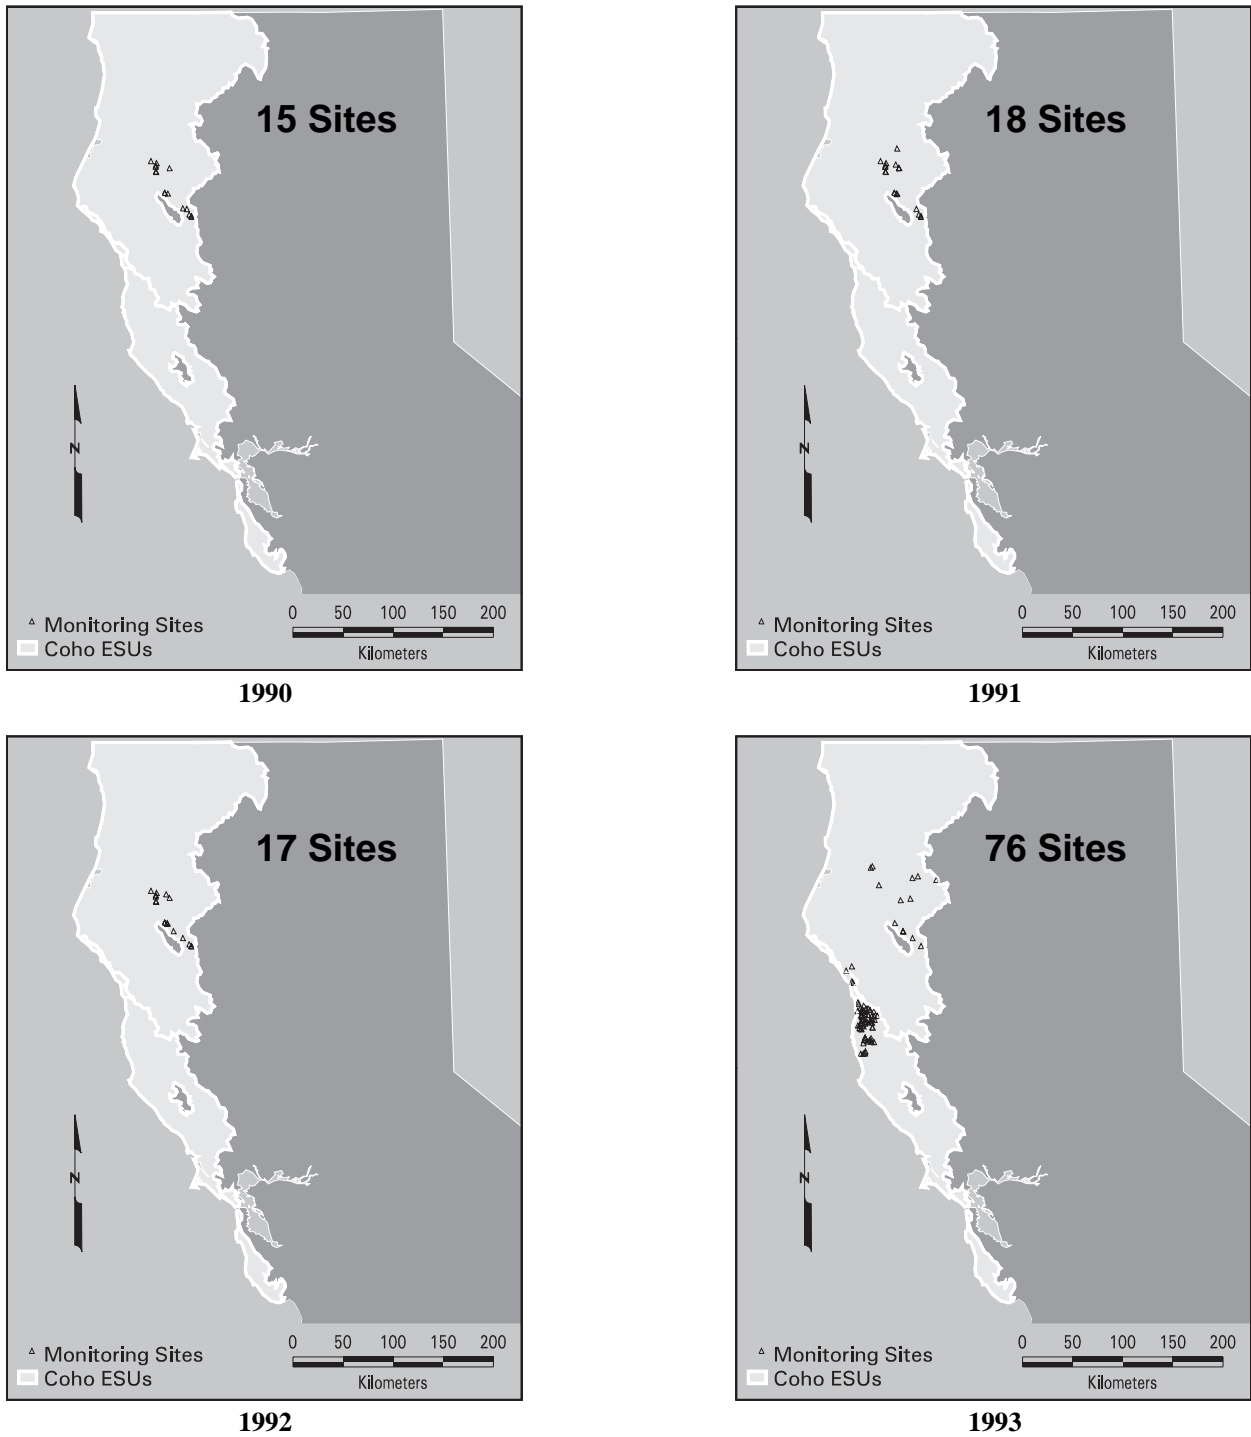 15 Sites
N
0 50 100 150 200
Monitoring Sites
Coho ESUs
Kilometers
1990
18 Sites
N
0 50 100 150 200
Monitoring Sites
Coho ESUs
Kilometers
1991
17 Sites
N
0 50 100 150 200
Monitoring Sites
Coho ESUs
Kilometers
1992
76 Sites
N
0 50 100 150 200
Monitoring Sites
Coho ESUs
Kilometers
1993